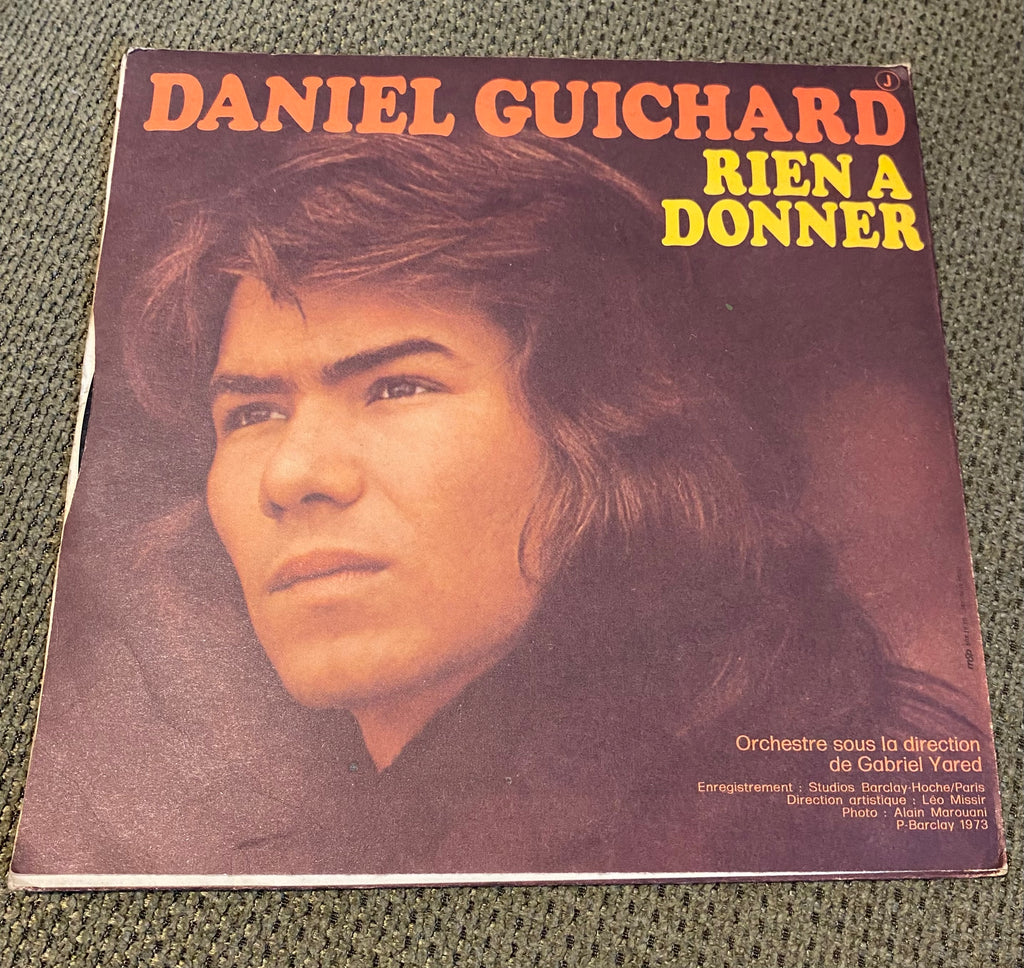 J
DANIEL GUICHARD
RIEN A
DONNER
Orchestre sous la direction
de Gabriel Yared
Enregistrement : Studios Barclay-Hoche/Paris
Direction artistique : Léo Missir
Photo : Alain Marouani
P-Barclay 1973